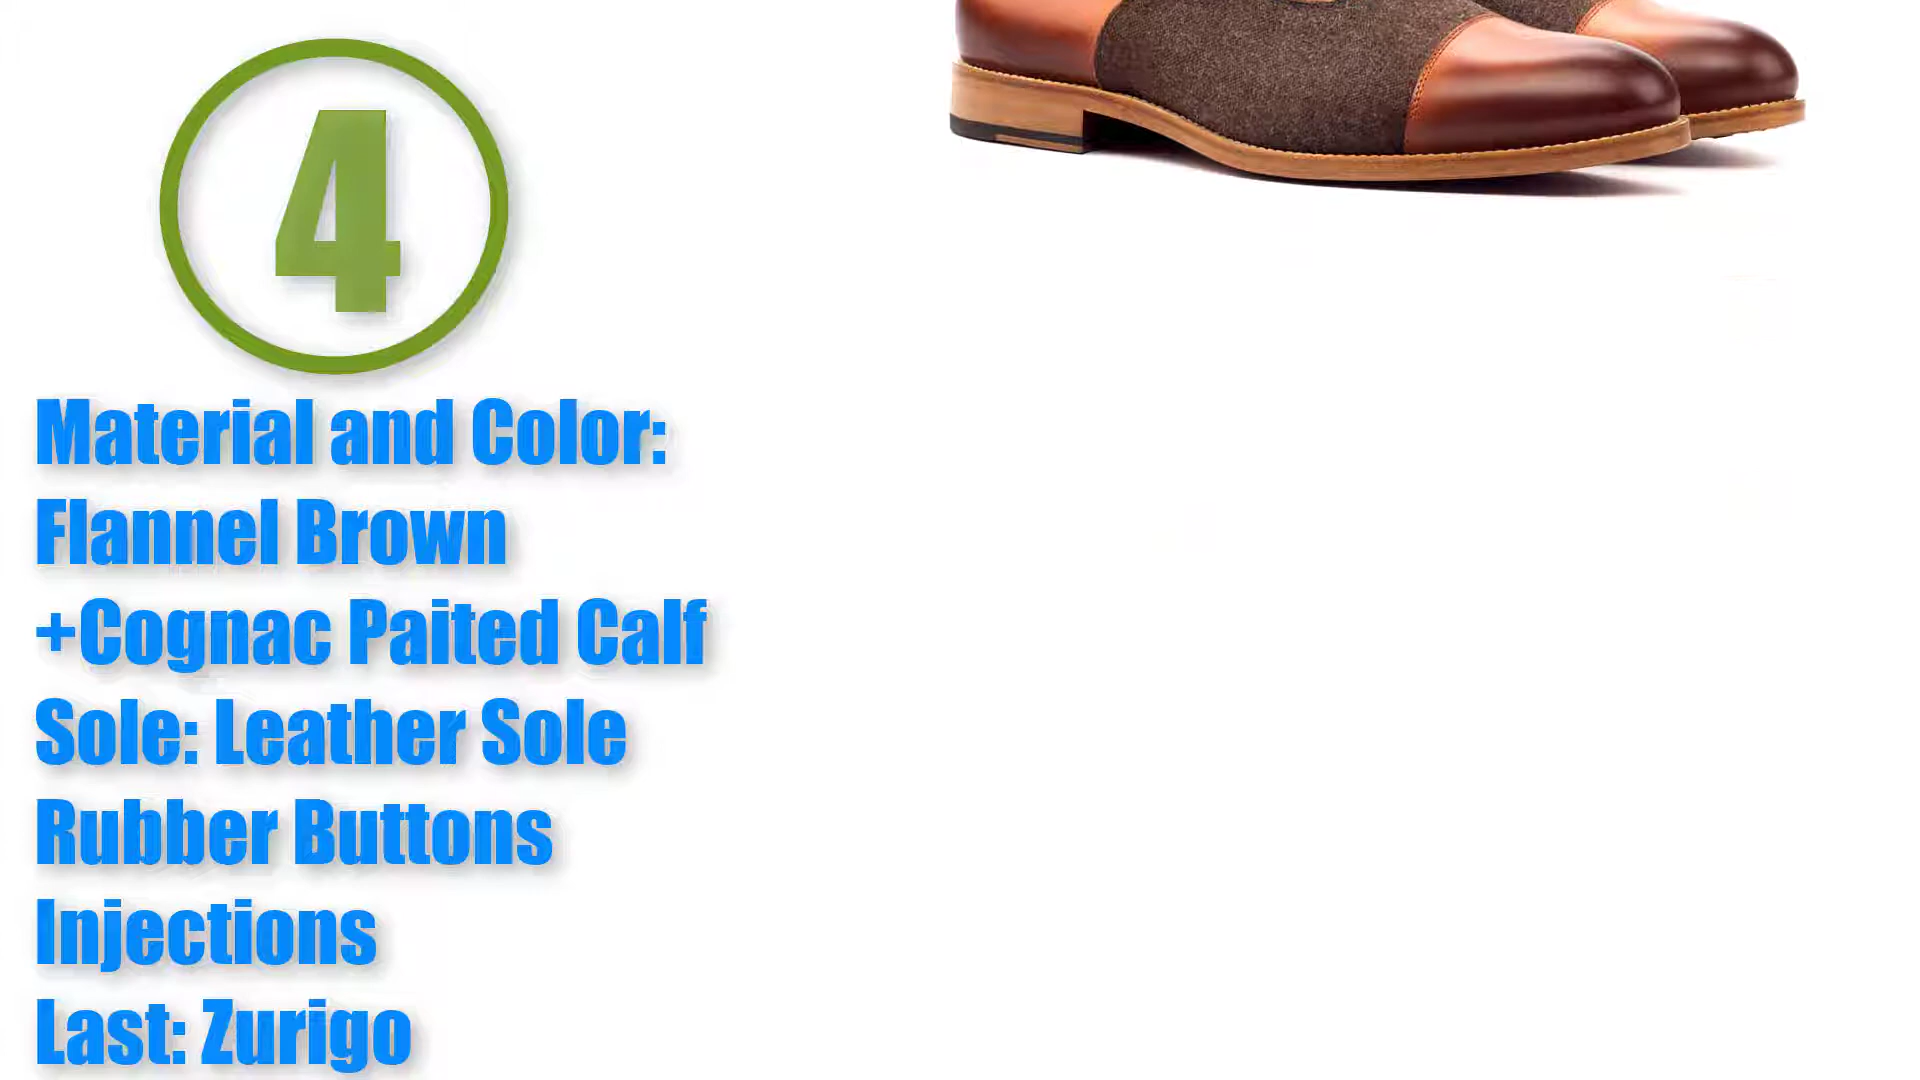 4
Material and Color:
Flannel Brown
+Cognac Paited Calf
Sole: Leather Sole
Rubber Buttons
Injections
Last: Zurigo